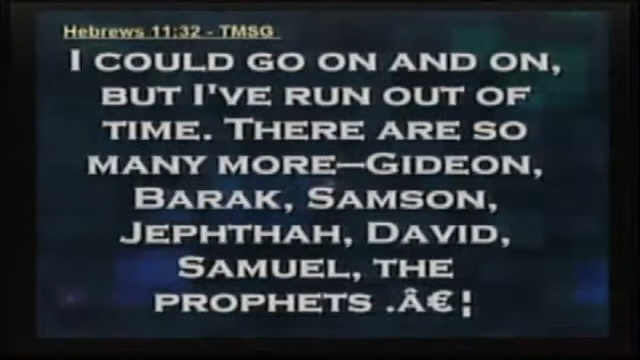 Hebrews 11:32 - TMSG
I COULD GO ON AND ON,
BUT I'VE RUN OUT OF
TIME. THERE ARE SO
MANY MORE—GIDEON,
BARAK, SAMSON,
JEPHTHAH, DAVID,
SAMUEL, THE
PROPHETS .Â€¦